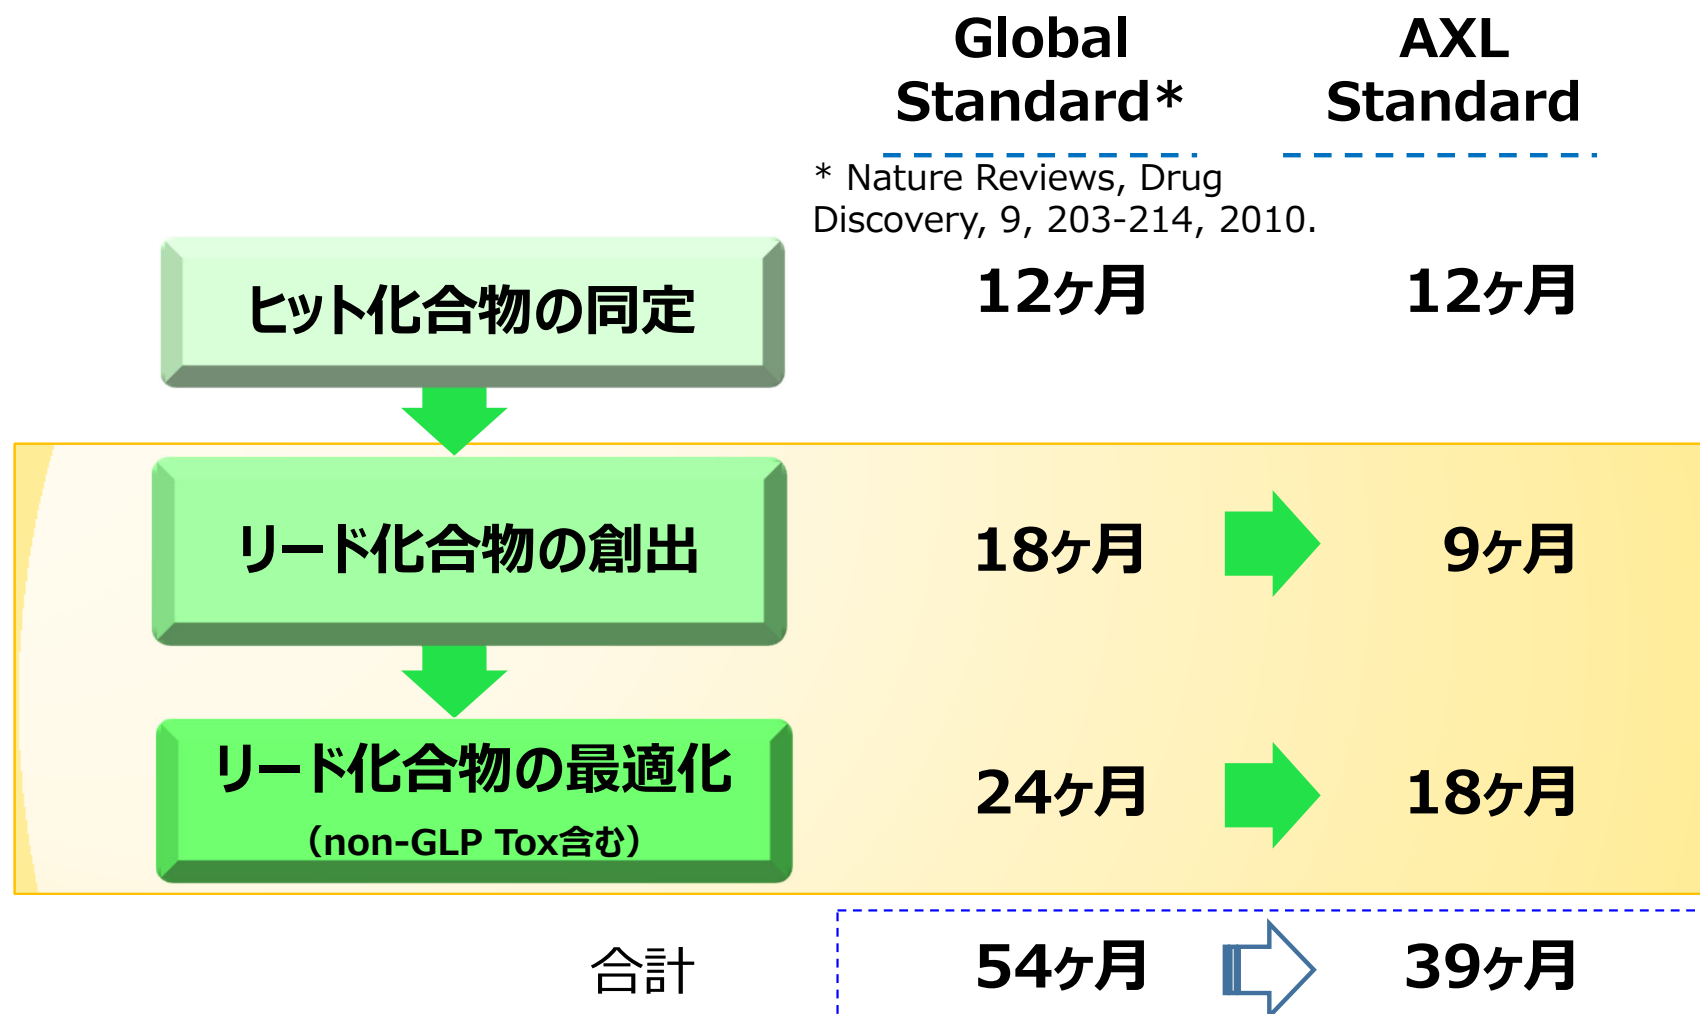 Global
Standard*
AXL
Standard
* Nature Reviews, Drug
Discovery, 9, 203-214, 2010.
ヒット化合物の同定
12ヶ月
12ヶ月
リード化合物の創出
18ヶ月
9ヶ月
リード化合物の最適化
（non-GLP Tox含む）
24ヶ月
18ヶ月
合計
54ヶ月
39ヶ月